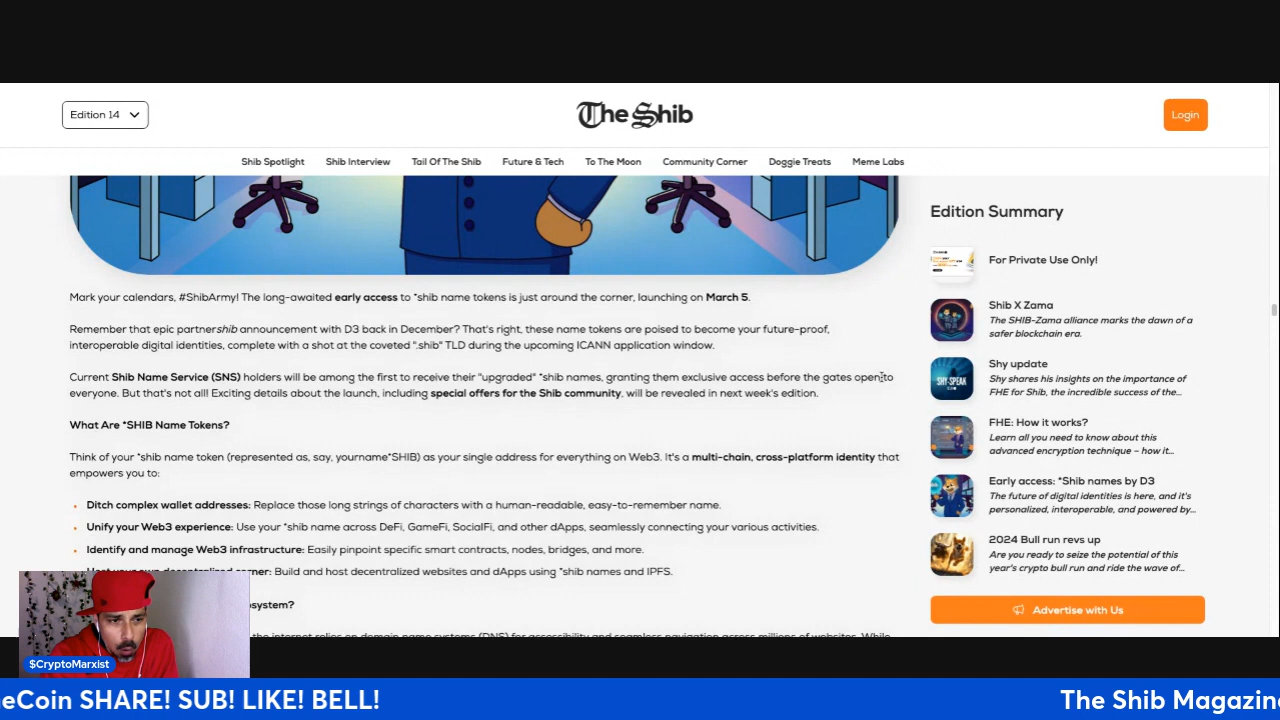 Edition 14
The Shib
Login
Shib Spotlight
Shib Interview
Tail Of The Shib
Future & Tech
To The Moon
Community Corner
Doggie Treats
Meme Labs
Mark your calendars, #ShibArmy! The long-awaited early access to *shib name tokens is just around the corner, launching on March 5.
Remember that epic partnership announcement with D3 back in December? That's right, these name tokens are poised to become your future-proof,
interoperable digital identities, complete with a shot at the coveted ".shib" TLD during the upcoming ICANN application window.
Current Shib Name Service (SNS) holders will be among the first to receive their "upgraded" *shib names, granting them exclusive access before the gates open to
everyone. But that's not all! Exciting details about the launch, including special offers for the Shib community, will be revealed in next week's edition.
What Are *SHIB Name Tokens?
Think of your *shib name token (represented as, say, yourname*SHIB) as your single address for everything on Web3. It's a multi-chain, cross-platform identity that
empowers you to:
Ditch complex wallet addresses: Replace those long strings of characters with a human-readable, easy-to-remember name.
Unify your Web3 experience: Use your *shib name across DeFi, GameFi, SocialFi, and other dApps, seamlessly connecting your various activities.
Identify and manage Web3 infrastructure: Easily pinpoint specific smart contracts, nodes, bridges, and more.
Host your own decentralized corner: Build and host decentralized websites and dApps using *shib names and IPFS.
system?
the internet relies on domain name systems (DNS) for accessibility and seamless navigation across millions of websites. While
Edition Summary
For Private Use Only!
Shib X Zama
The SHIB-Zama alliance marks the dawn of a
safer blockchain era.
SHY-SPEAK
Shy update
Shy shares his insights on the importance of
FHE for Shib, the incredible success of the...
FHE: How it works?
Learn all you need to know about this
advanced encryption technique – how it...
Early access: *Shib names by D3
The future of digital identities is here, and it's
personalized, interoperable, and powered by...
2024 Bull run revs up
Are you ready to seize the potential of this
year's crypto bull run and ride the wave of...
Advertise with Us
$CryptoMarxist
eCoin SHARE! SUB! LIKE! BELL!
The Shib Magazin